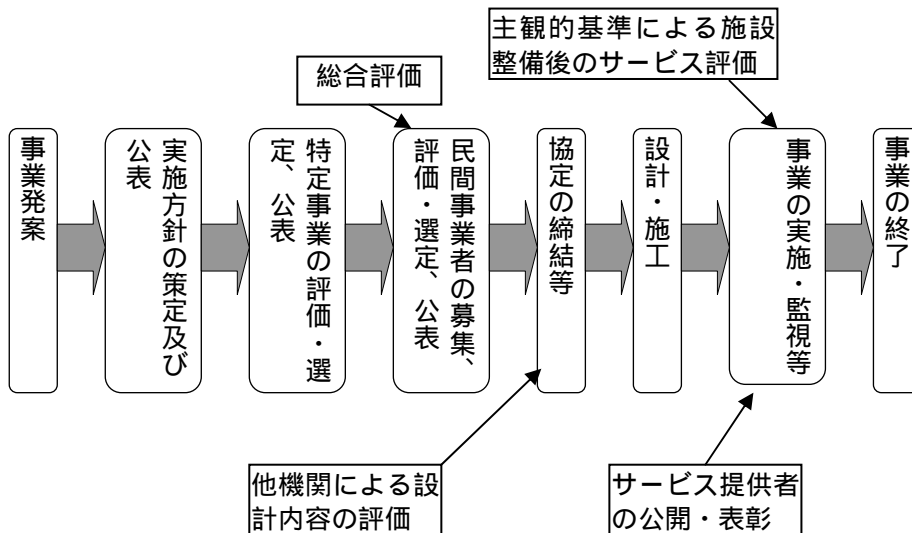 主観的基準による施設
整備後のサービス評価
総合評価
事業発案
実施方針の策定及び
公表
特定事業の評価・選
定、公表
民間事業者の募集、
評価・選定、公表
協定の締結等
設計・施工
事業の実施・監視等
事業の終了
他機関による設
計内容の評価
サービス提供者
の公開・表彰